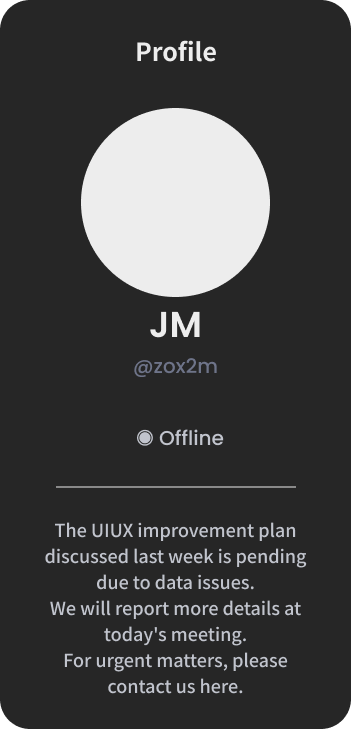 Profile
JM
@zox2m
◉ Offline
The UIUX improvement plan
discussed last week is pending
due to data issues.
We will report more details at
today's meeting.
For urgent matters, please
contact us here.